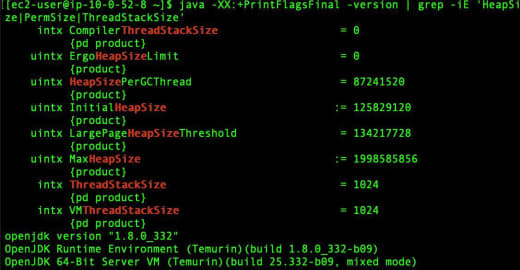 [[ec2-user@ip-10-0-52-8 ~]$ java -XX:+PrintFlagsFinal -version | grep -iE 'HeapSi
ze|PermSize|ThreadStackSize'
intx CompilerThreadStackSize = 0
{pd product}
uintx ErgoHeapSizeLimit = 0
{product}
uintx HeapSizePerGCThread = 87241520
{product}
uintx InitialHeapSize := 125829120
{product}
uintx LargePageHeapSizeThreshold = 134217728
{product}
uintx MaxHeapSize := 1998585856
{product}
intx ThreadStackSize = 1024
{pd product}
intx VMThreadStackSize = 1024
{pd product}
openjdk version "1.8.0_332"
OpenJDK Runtime Environment (Temurin)(build 1.8.0_332-b09)
OpenJDK 64-Bit Server VM (Temurin)(build 25.332-b09, mixed mode)